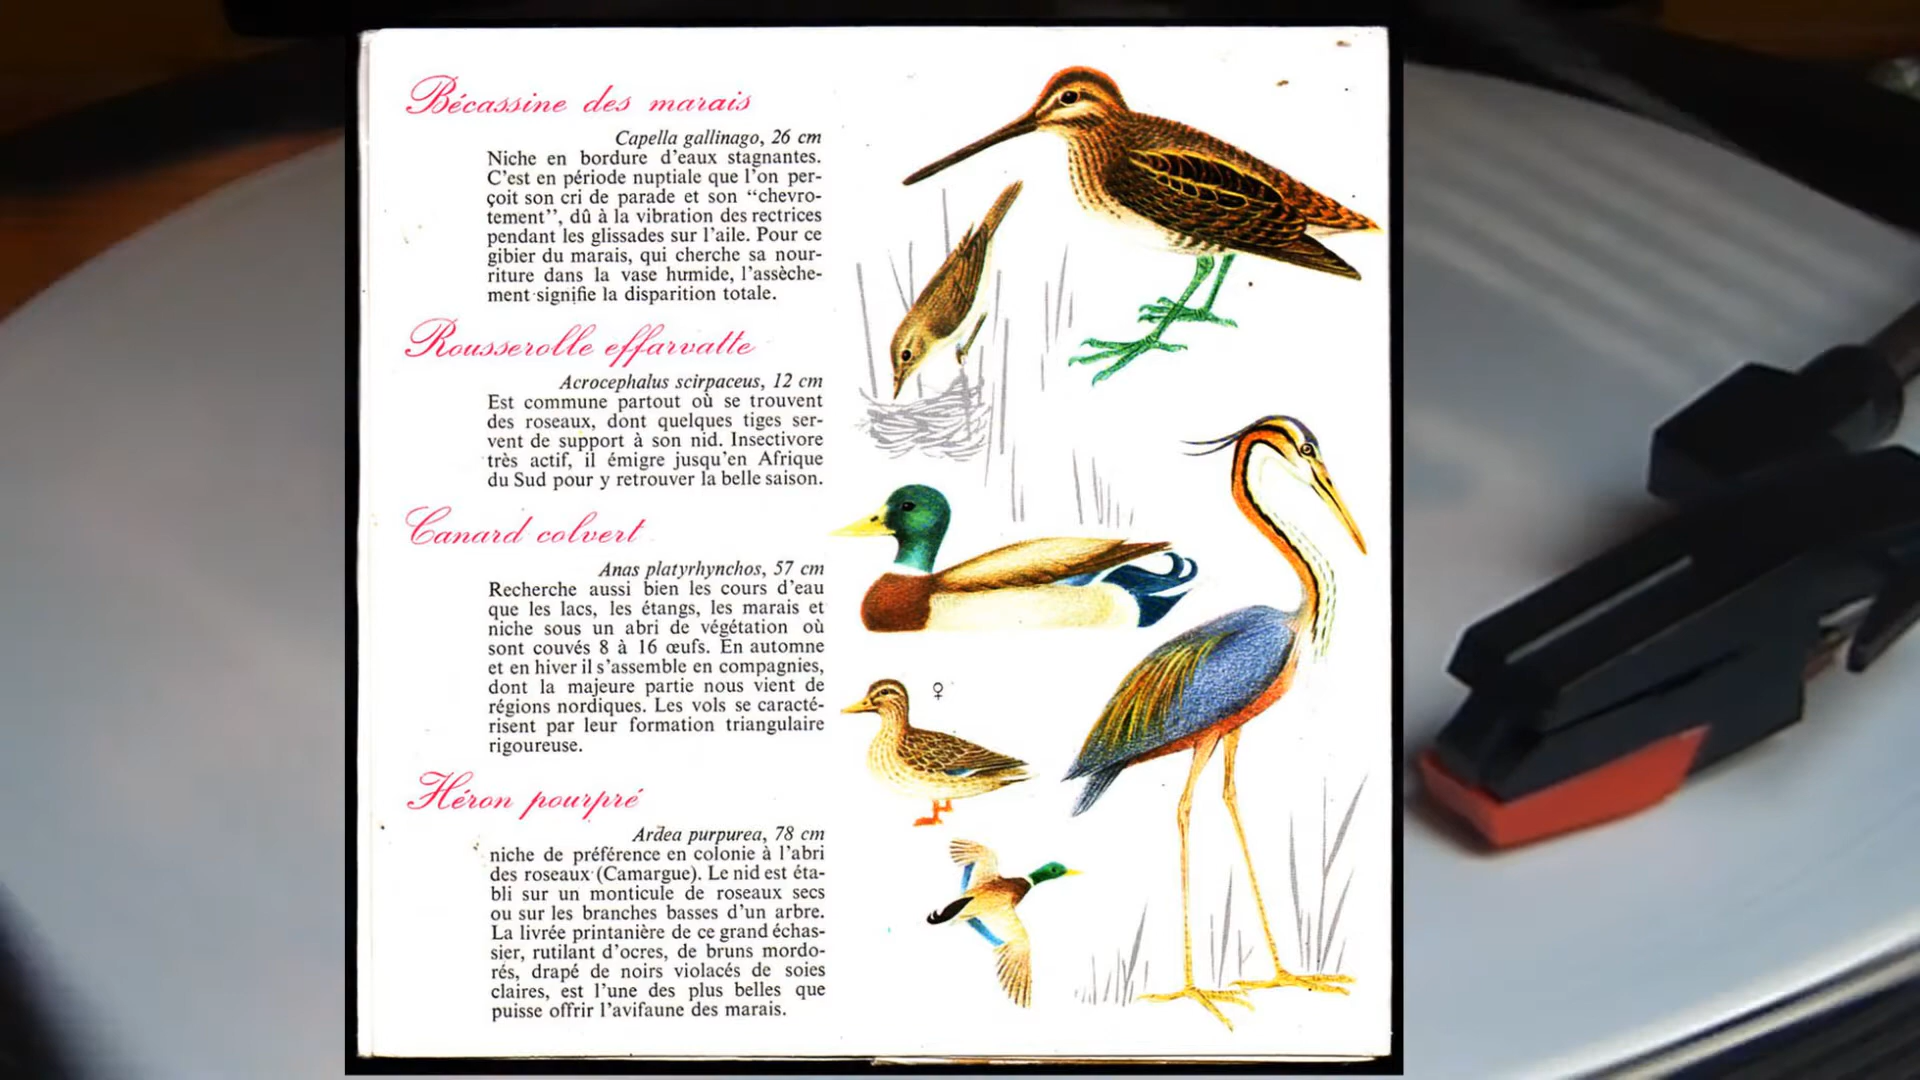 Bécassine des marais
Capella gallinago, 26 cm
Niche en bordure d'eaux stagnantes.
C'est en période nuptiale que l'on per-
çoit son cri de parade et son “chevro-
tement”, dû à la vibration des rectrices
pendant les glissades sur l'aile. Pour ce
gibier du marais, qui cherche sa nour-
riture dans la vase humide, l'assèche-
ment signifie la disparition totale.
Rousserolle effarvatte
Acrocephalus scirpaceus, 12 cm
Est commune partout où se trouvent
des roseaux, dont quelques tiges ser-
vent de support à son nid. Insectivore
très actif, il émigre jusqu'en Afrique
du Sud pour y retrouver la belle saison.
Canard colvert
Anas platyrhynchos, 57 cm
Recherche aussi bien les cours d'eau
que les lacs, les étangs, les marais et
niche sous un abri de végétation où
sont couvés 8 à 16 œufs. En automne
et en hiver il s'assemble en compagnies,
dont la majeure partie nous vient de
régions nordiques. Les vols se caracté-
risent par leur formation triangulaire
rigoureuse.
♀
Héron pourpré
Ardea purpurea, 78 cm
niche de préférence en colonie à l'abri
des roseaux (Camargue). Le nid est éta-
bli sur un monticule de roseaux secs
ou sur les branches basses d'un arbre.
La livrée printanière de ce grand échas-
sier, rutilant d'ocres, de bruns mordo-
rés, drapé de noirs violacés de soies
claires, est l'une des plus belles que
puisse offrir l'avifaune des marais.